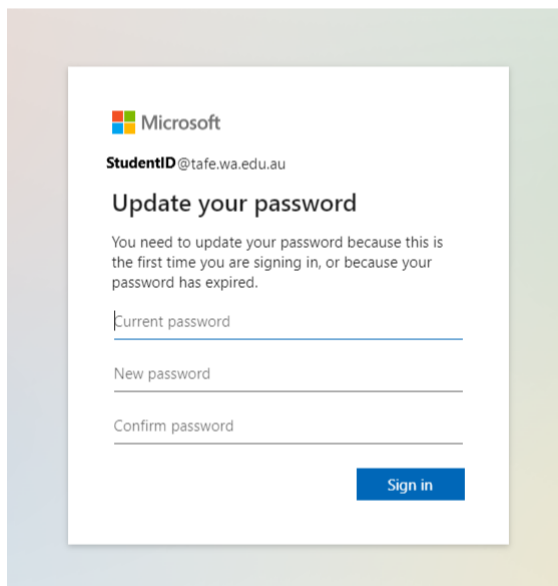 Microsoft
StudentID@tafe.wa.edu.au
Update your password
You need to update your password because this is
the first time you are signing in, or because your
password has expired.
Current password
New password
Confirm password
Sign in